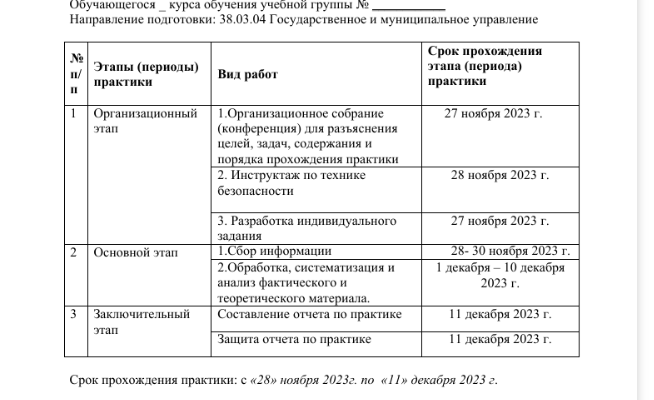 Обучающегося _ курса обучения учебной группы № ___________
Направление подготовки: 38.03.04 Государственное и муниципальное управление
№ п/п
Этапы (периоды) практики
Вид работ
Срок прохождения этапа (периода) практики
1
Организационный этап
1.Организационное собрание
(конференция) для разъяснения
целей, задач, содержания и
порядка прохождения практики
27 ноября 2023 г.
2. Инструктаж по технике
безопасности
28 ноября 2023 г.
3. Разработка индивидуального
задания
27 ноября 2023 г.
2
Основной этап
1.Сбор информации
28- 30 ноября 2023 г.
2.Обработка, систематизация и
анализ фактического и
теоретического материала.
1 декабря – 10 декабря
2023 г.
3
Заключительный
этап
Составление отчета по практике
11 декабря 2023 г.
Защита отчета по практике
11 декабря 2023 г.
Срок прохождения практики: с «28» ноября 2023г. по «11» декабря 2023 г.